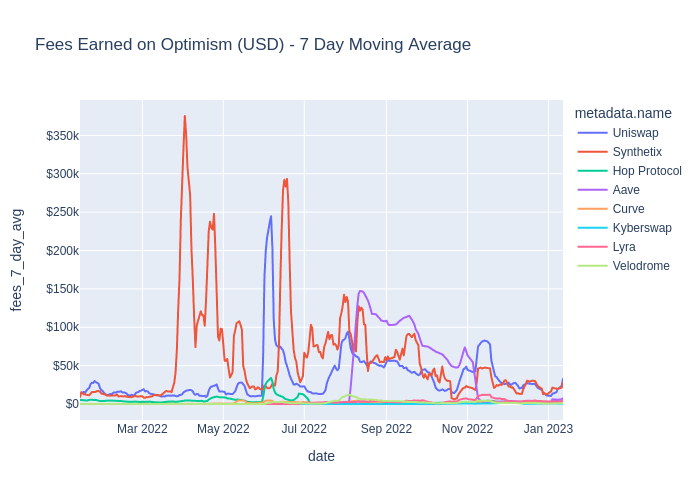 Fees Earned on Optimism (USD) - 7 Day Moving Average
metadata.name
Uniswap
Synthetix
Hop Protocol
Aave
Curve
Kyberswap
Lyra
Velodrome
fees_7_day_avg
$350k
$300k
$250k
$200k
$150k
$100k
$50k
$0
Mar 2022 May 2022 Jul 2022 Sep 2022 Nov 2022 Jan 2023
date